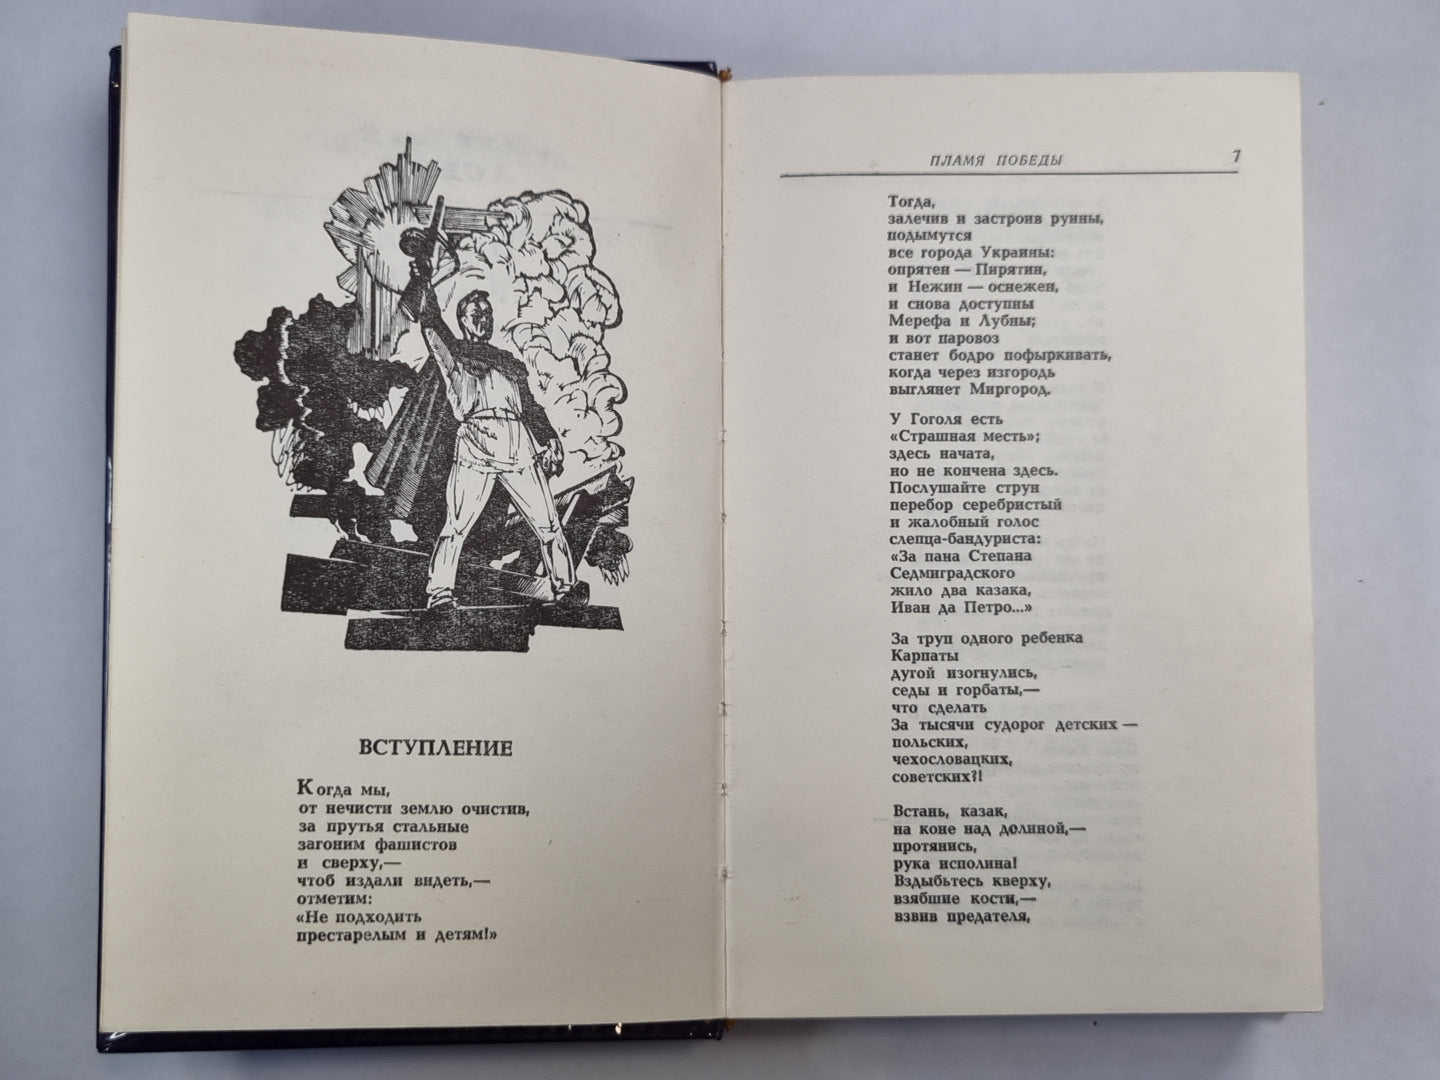 ВСТУПЛЕНИЕ
Когда мы,
от нечисти землю очистив,
за прутья стальные
загоним фашистов
и сверху,—
чтоб издали видеть,—
отметим:
«Не подходить
престарелым и детям!»
ПЛАМЯ ПОБЕДЫ 7
Тогда,
залечив и застроив руины,
подымутся
все города Украины:
опрятен — Пирятин,
и Нежин — оснежен,
и снова доступны
Мерефа и Лубны;
и вот паровоз
станет бодро пофыркивать,
когда через изгородь
выглянет Миргород.
У Гоголя есть
«Страшная месть»;
здесь начата,
но не кончена здесь.
Послушайте струн
перебор серебристый
и жалобный голос
слепца-бандуриста:
«За пана Степана
Седмиградского
жило два казака,
Иван да Петро...»
За труп одного ребенка
Карпаты
дугой изогнулись,
седы и горбаты,—
что сделать
За тысячи судорог детских —
польских,
чехословацких,
советских?!
Встань, казак,
на коне над долиной,—
протянись,
рука исполина!
Вздыбьтесь кверху,
взябшие кости,—
взвив предателя,